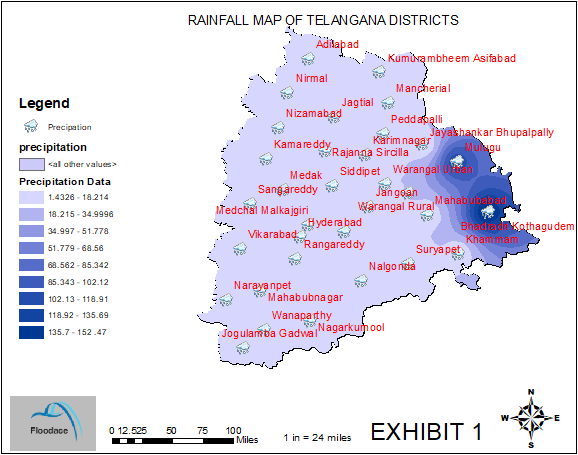 RAINFALL MAP OF TELANGANA DISTRICTS
Adilabad
Kumurambheem Asifabad
Nirmal
Mancherial
Jagtial
Nizamabad
Peddapalli
Jayashankar Bhupalpally
Karimnagar
Kamareddy
Mulugu
Rajanna Sircilla
Siddipet
Warangal Urban
Medak
Sangareddy
Jangoan
Mahabubabad
Medchal Malkajgiri
Warangal Rural
Hyderabad
Bhadradri Kothagudem
Vikarabad
Khammam
Rangareddy
Suryapet
Nalgonda
Narayanpet
Mahabubnagar
Wanaparthy
Nagarkurnool
Jogulamba Gadwal
Legend
Precipation
precipitation
<all other values>
Precipitation Data
1.4326 - 18.214
18.215 - 34.9996
34.997 - 51.778
51.779 - 68.56
68.562 - 85.342
85.343 - 102.12
102.13 - 118.91
118.92 - 135.69
135.7 - 152.47
Floodace
0 12.525 50 75 100
Miles
1 in = 24 miles
EXHIBIT 1
N
W E
S